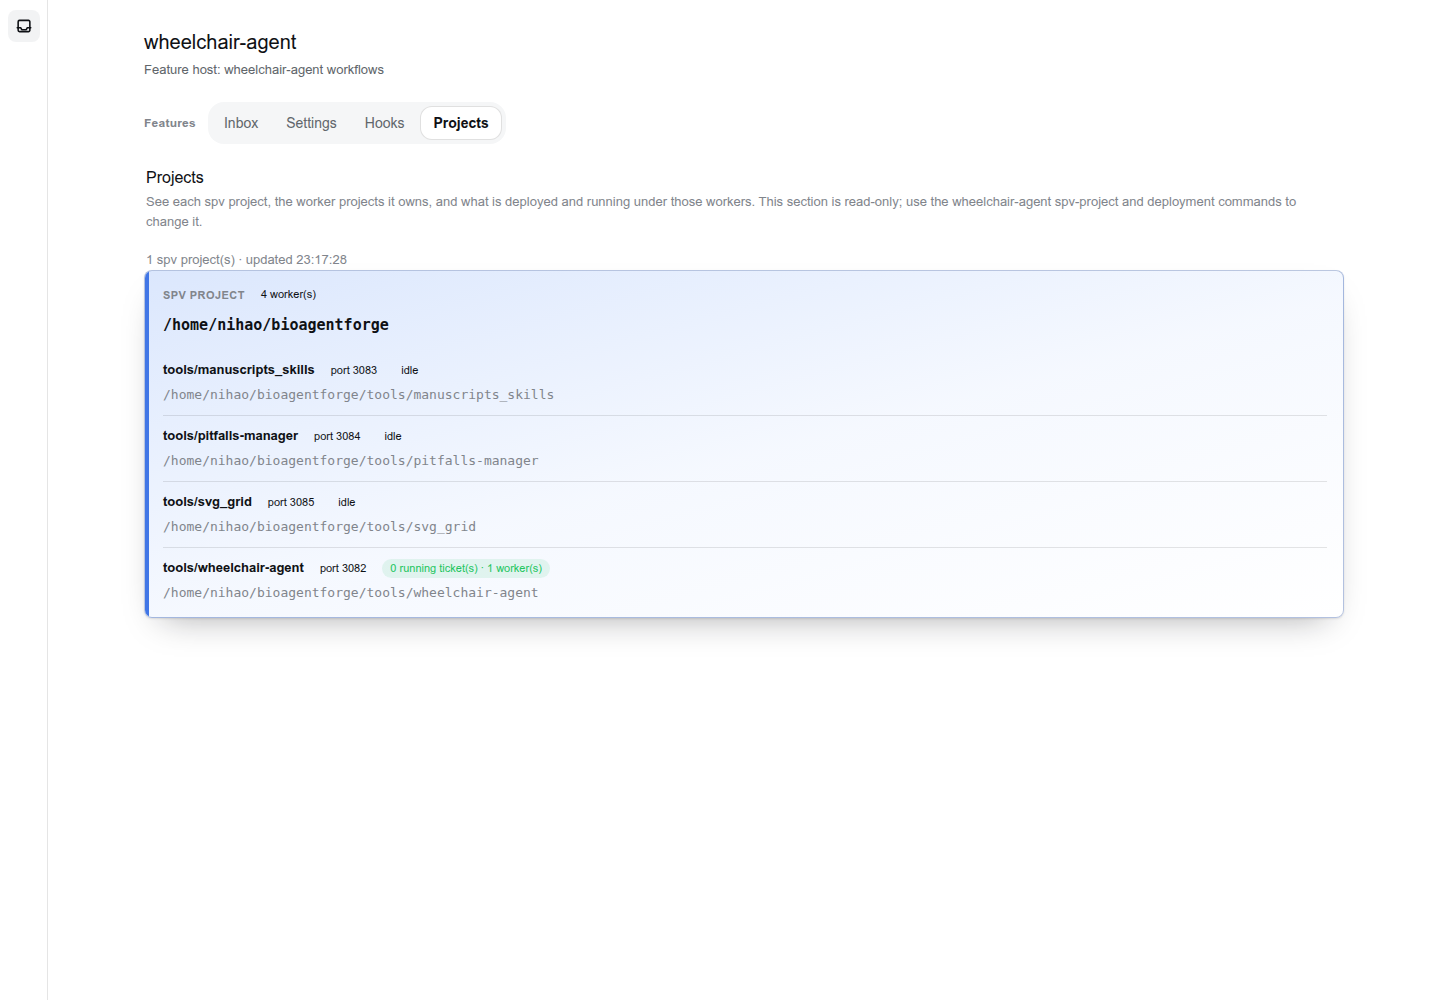 wheelchair-agent
Feature host: wheelchair-agent workflows
Features Inbox Settings Hooks Projects
Projects
See each spv project, the worker projects it owns, and what is deployed and running under those workers. This section is read-only; use the wheelchair-agent spv-project and deployment commands to
change it.
1 spv project(s) · updated 23:17:28
SPV PROJECT 4 worker(s)
/home/nihao/bioagentforge
tools/manuscripts_skills port 3083 idle
/home/nihao/bioagentforge/tools/manuscripts_skills
tools/pitfalls-manager port 3084 idle
/home/nihao/bioagentforge/tools/pitfalls-manager
tools/svg_grid port 3085 idle
/home/nihao/bioagentforge/tools/svg_grid
tools/wheelchair-agent port 3082 0 running ticket(s) · 1 worker(s)
/home/nihao/bioagentforge/tools/wheelchair-agent